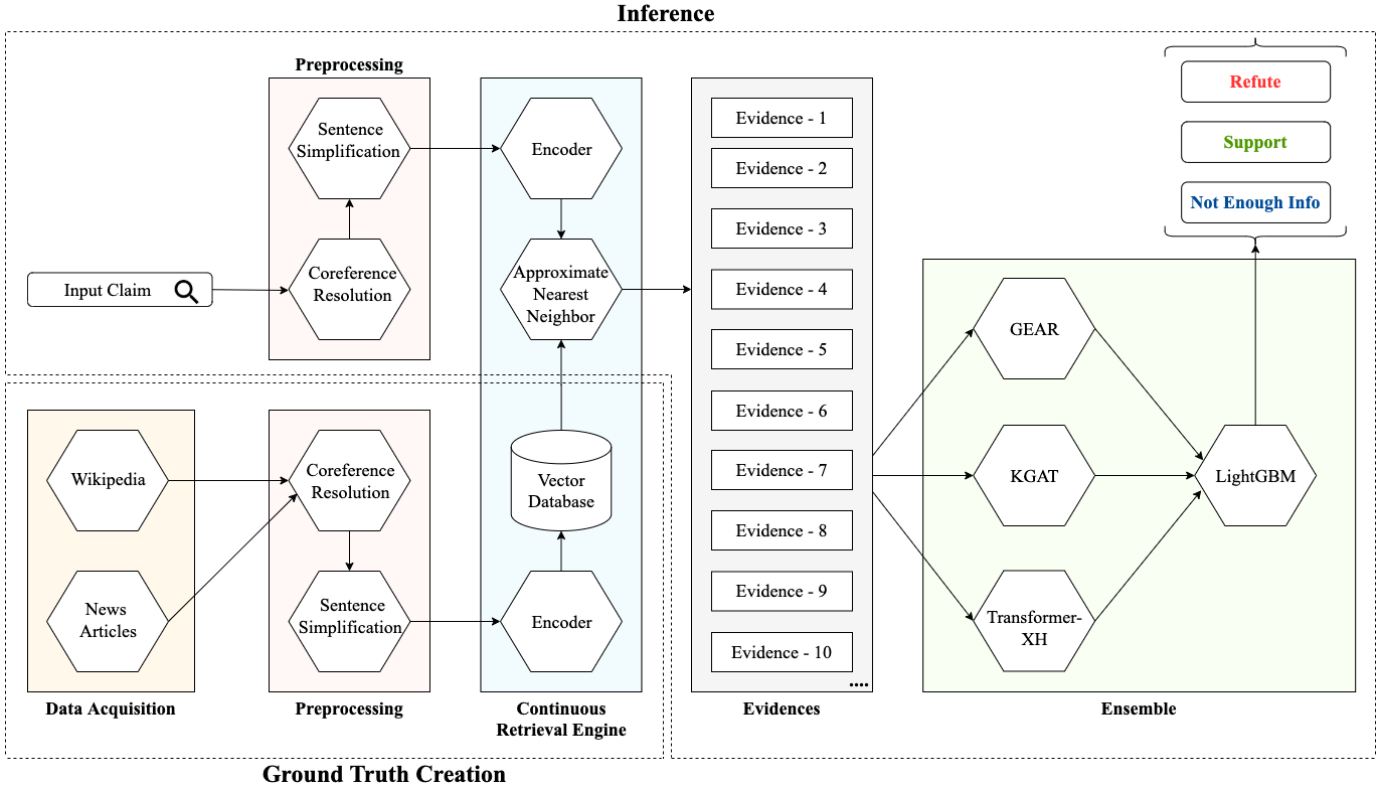 Inference
Preprocessing
Sentence
Simplification
Coreference
Resolution
Input Claim
Encoder
Approximate
Nearest
Neighbor
Evidence - 1
Evidence - 2
Evidence - 3
Evidence - 4
Evidence - 5
Evidence - 6
Evidence - 7
Evidence - 8
Evidence - 9
Evidence - 10
....
Evidences
Refute
Support
Not Enough Info
GEAR
KGAT
Transformer-
XH
LightGBM
Ensemble
Wikipedia
News
Articles
Data Acquisition
Coreference
Resolution
Sentence
Simplification
Preprocessing
Vector
Database
Encoder
Continuous
Retrieval Engine
Ground Truth Creation